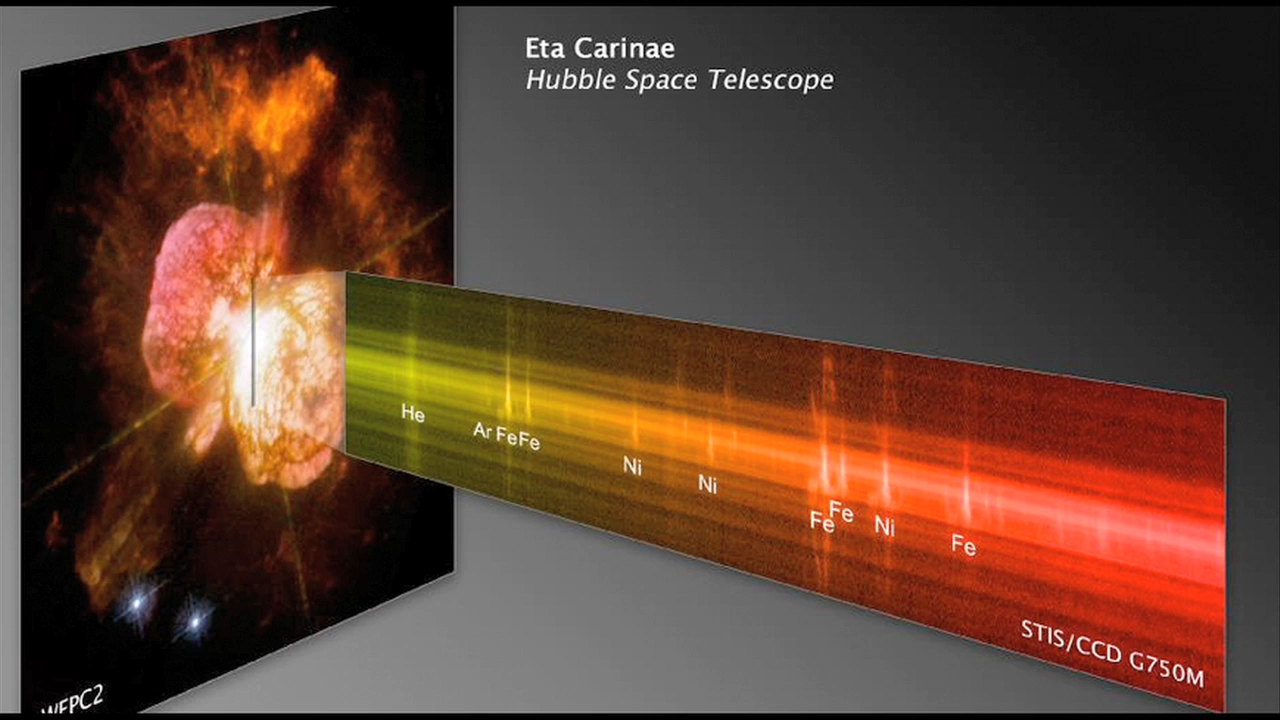 Eta Carinae
Hubble Space Telescope
He
Ar Fe Fe
Ni
Ni
Fe
Fe
Ni
Fe
STIS/CCD G750M
WFPC2